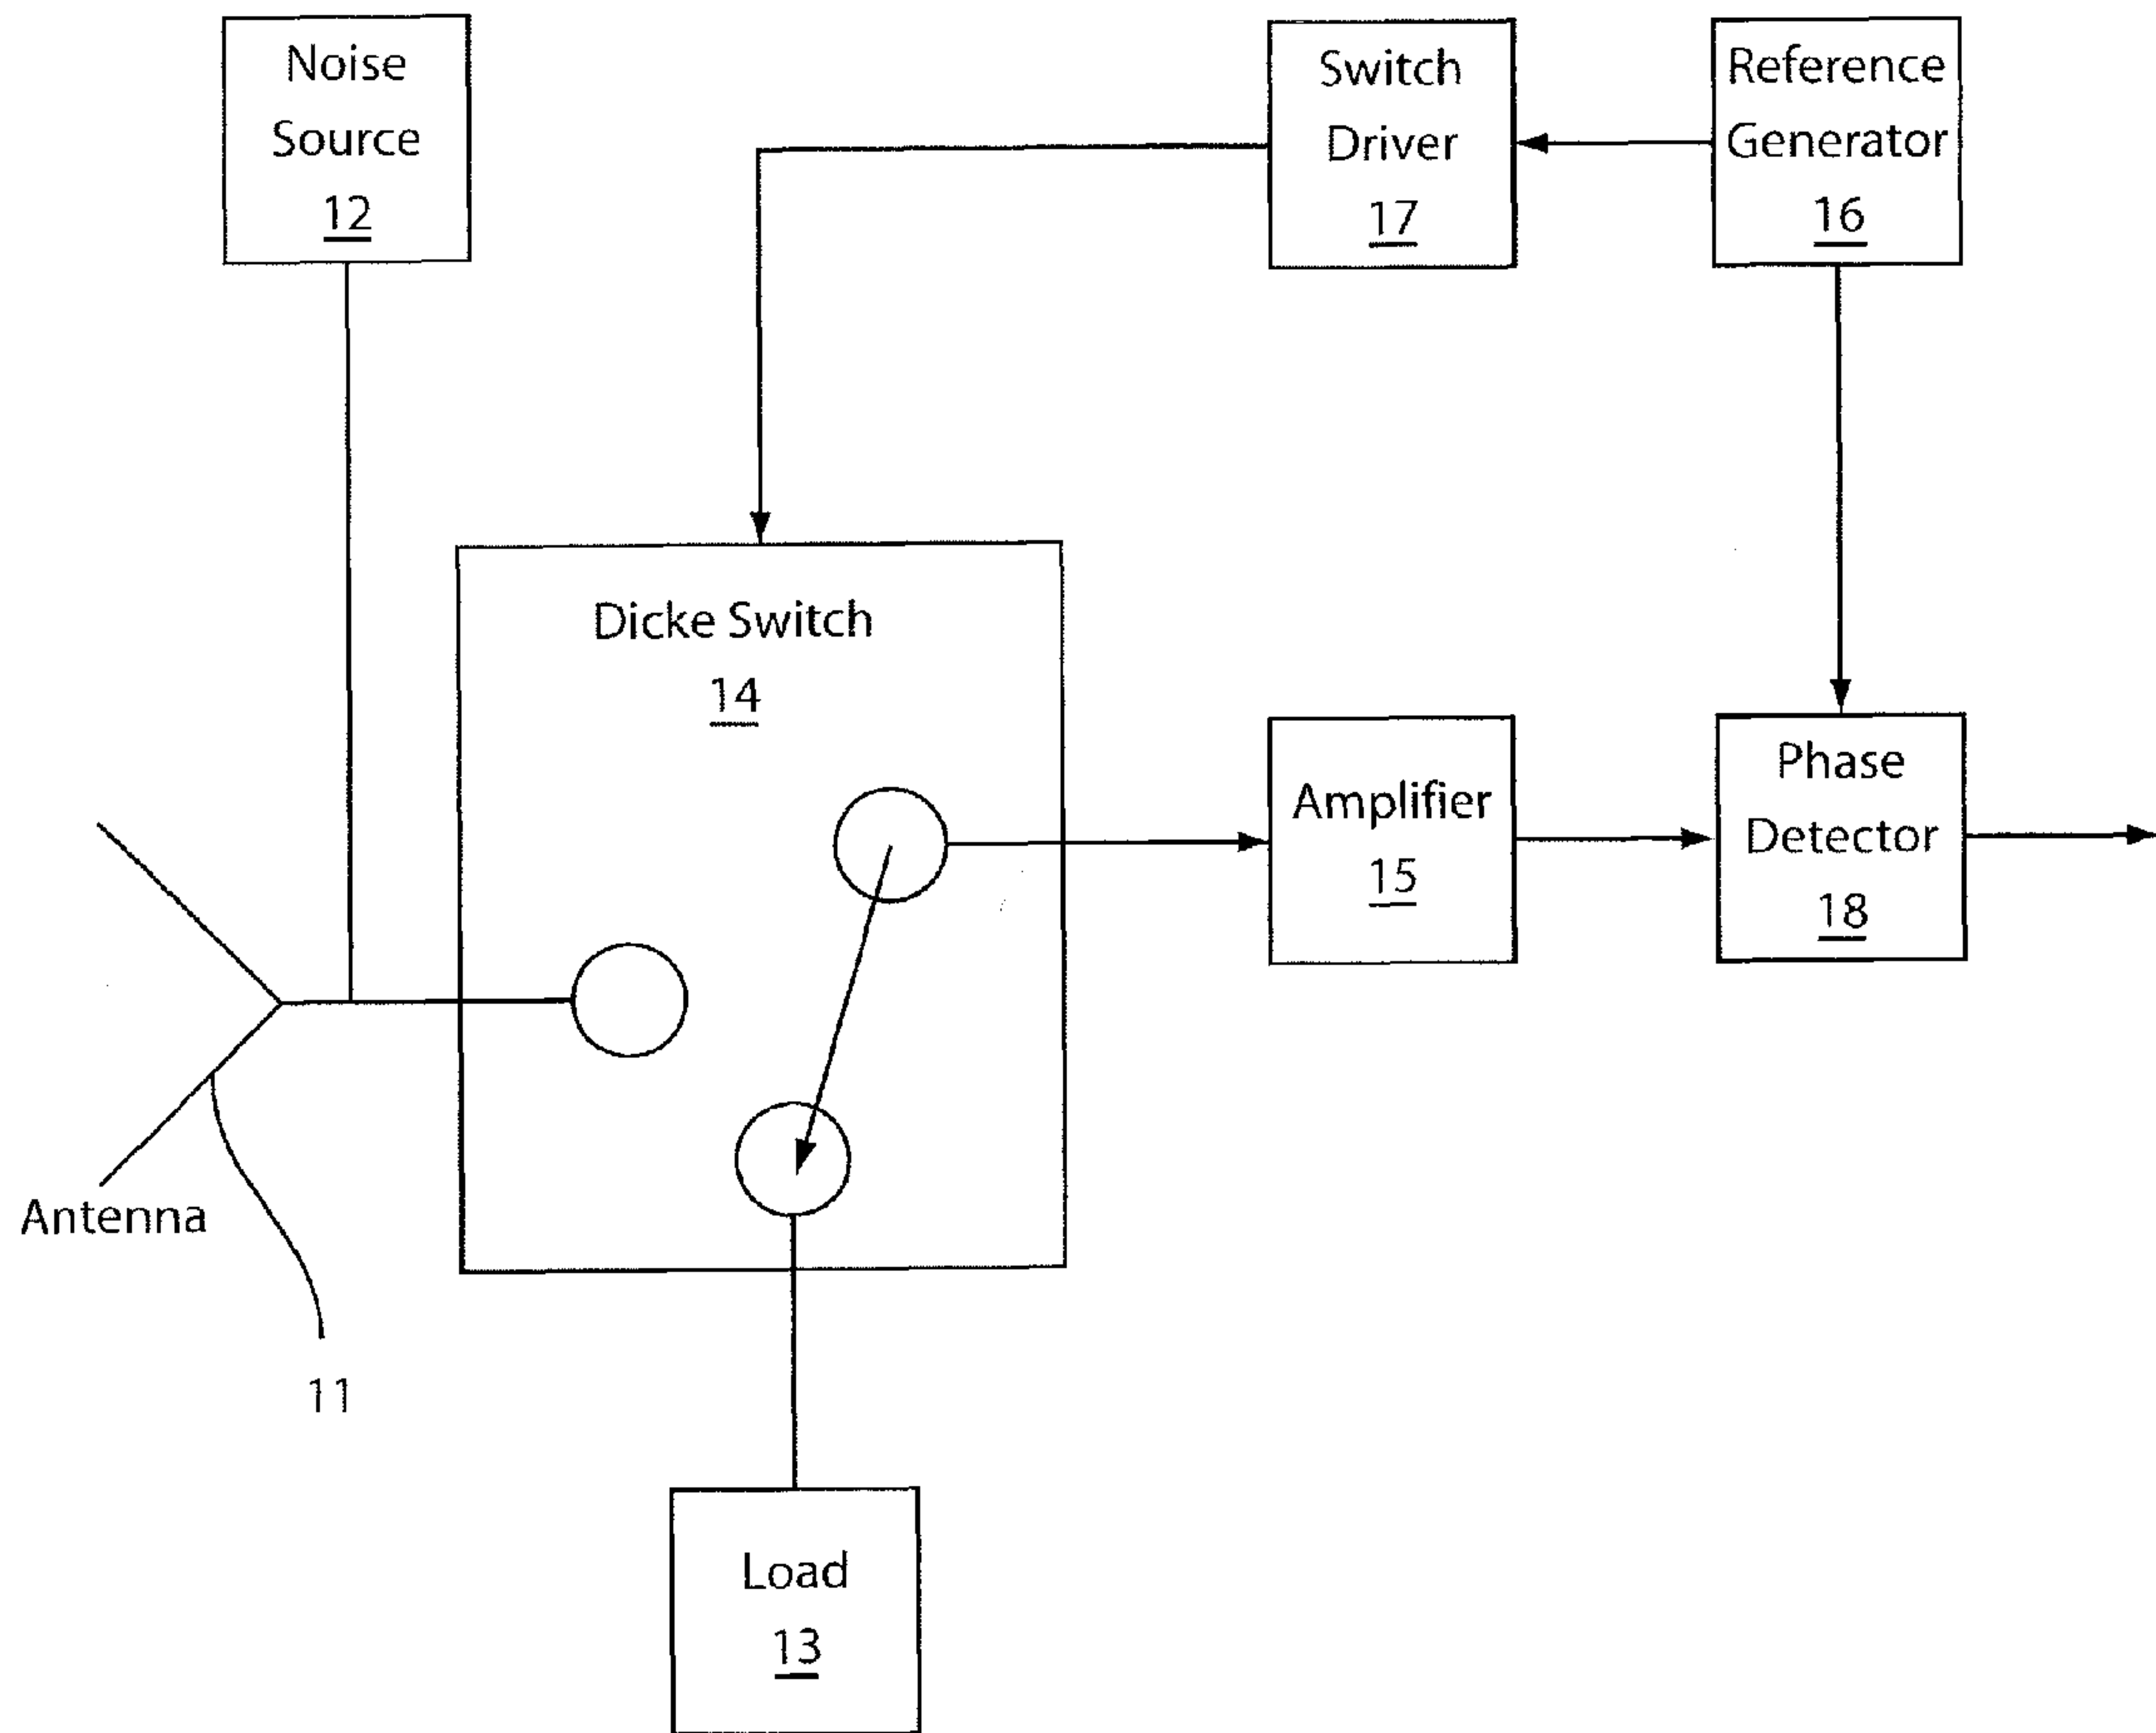 Noise
Source
12
Switch
Driver
17
Reference
Generator
16
Dicke Switch
14
Amplifier
15
Phase
Detector
18
Antenna
11
Load
13